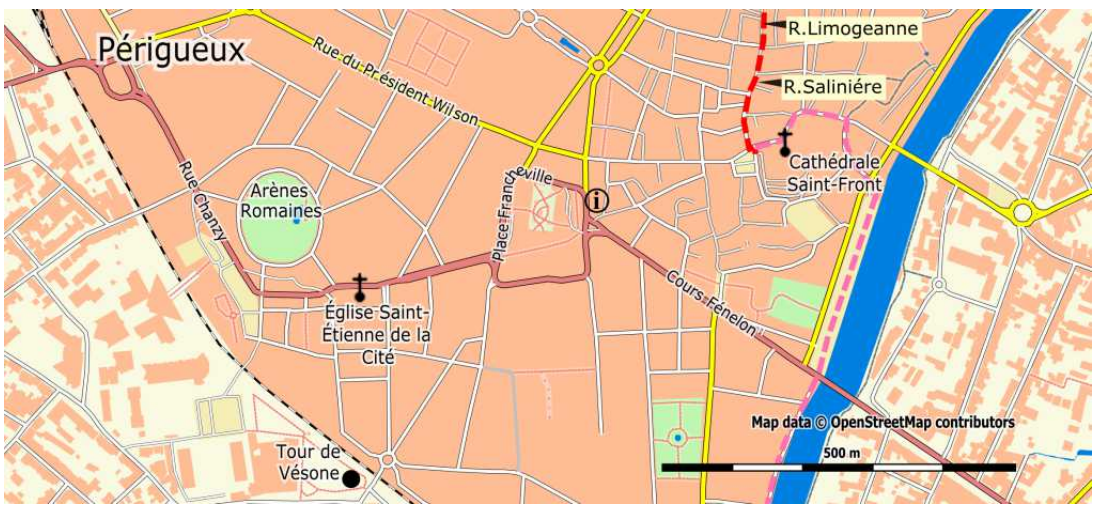 Périgueux
Rue du Président Wilson
R.Limogeanne
R.Saliniére
Cathédrale
Saint-Front
Arènes
Romaines
Rue Chanzy
Place Francheville
i
Cours Fénelon
Église Saint-
Étienne de la
Cité
Tour de
Vésone
Map data © OpenStreetMap contributors
500 m